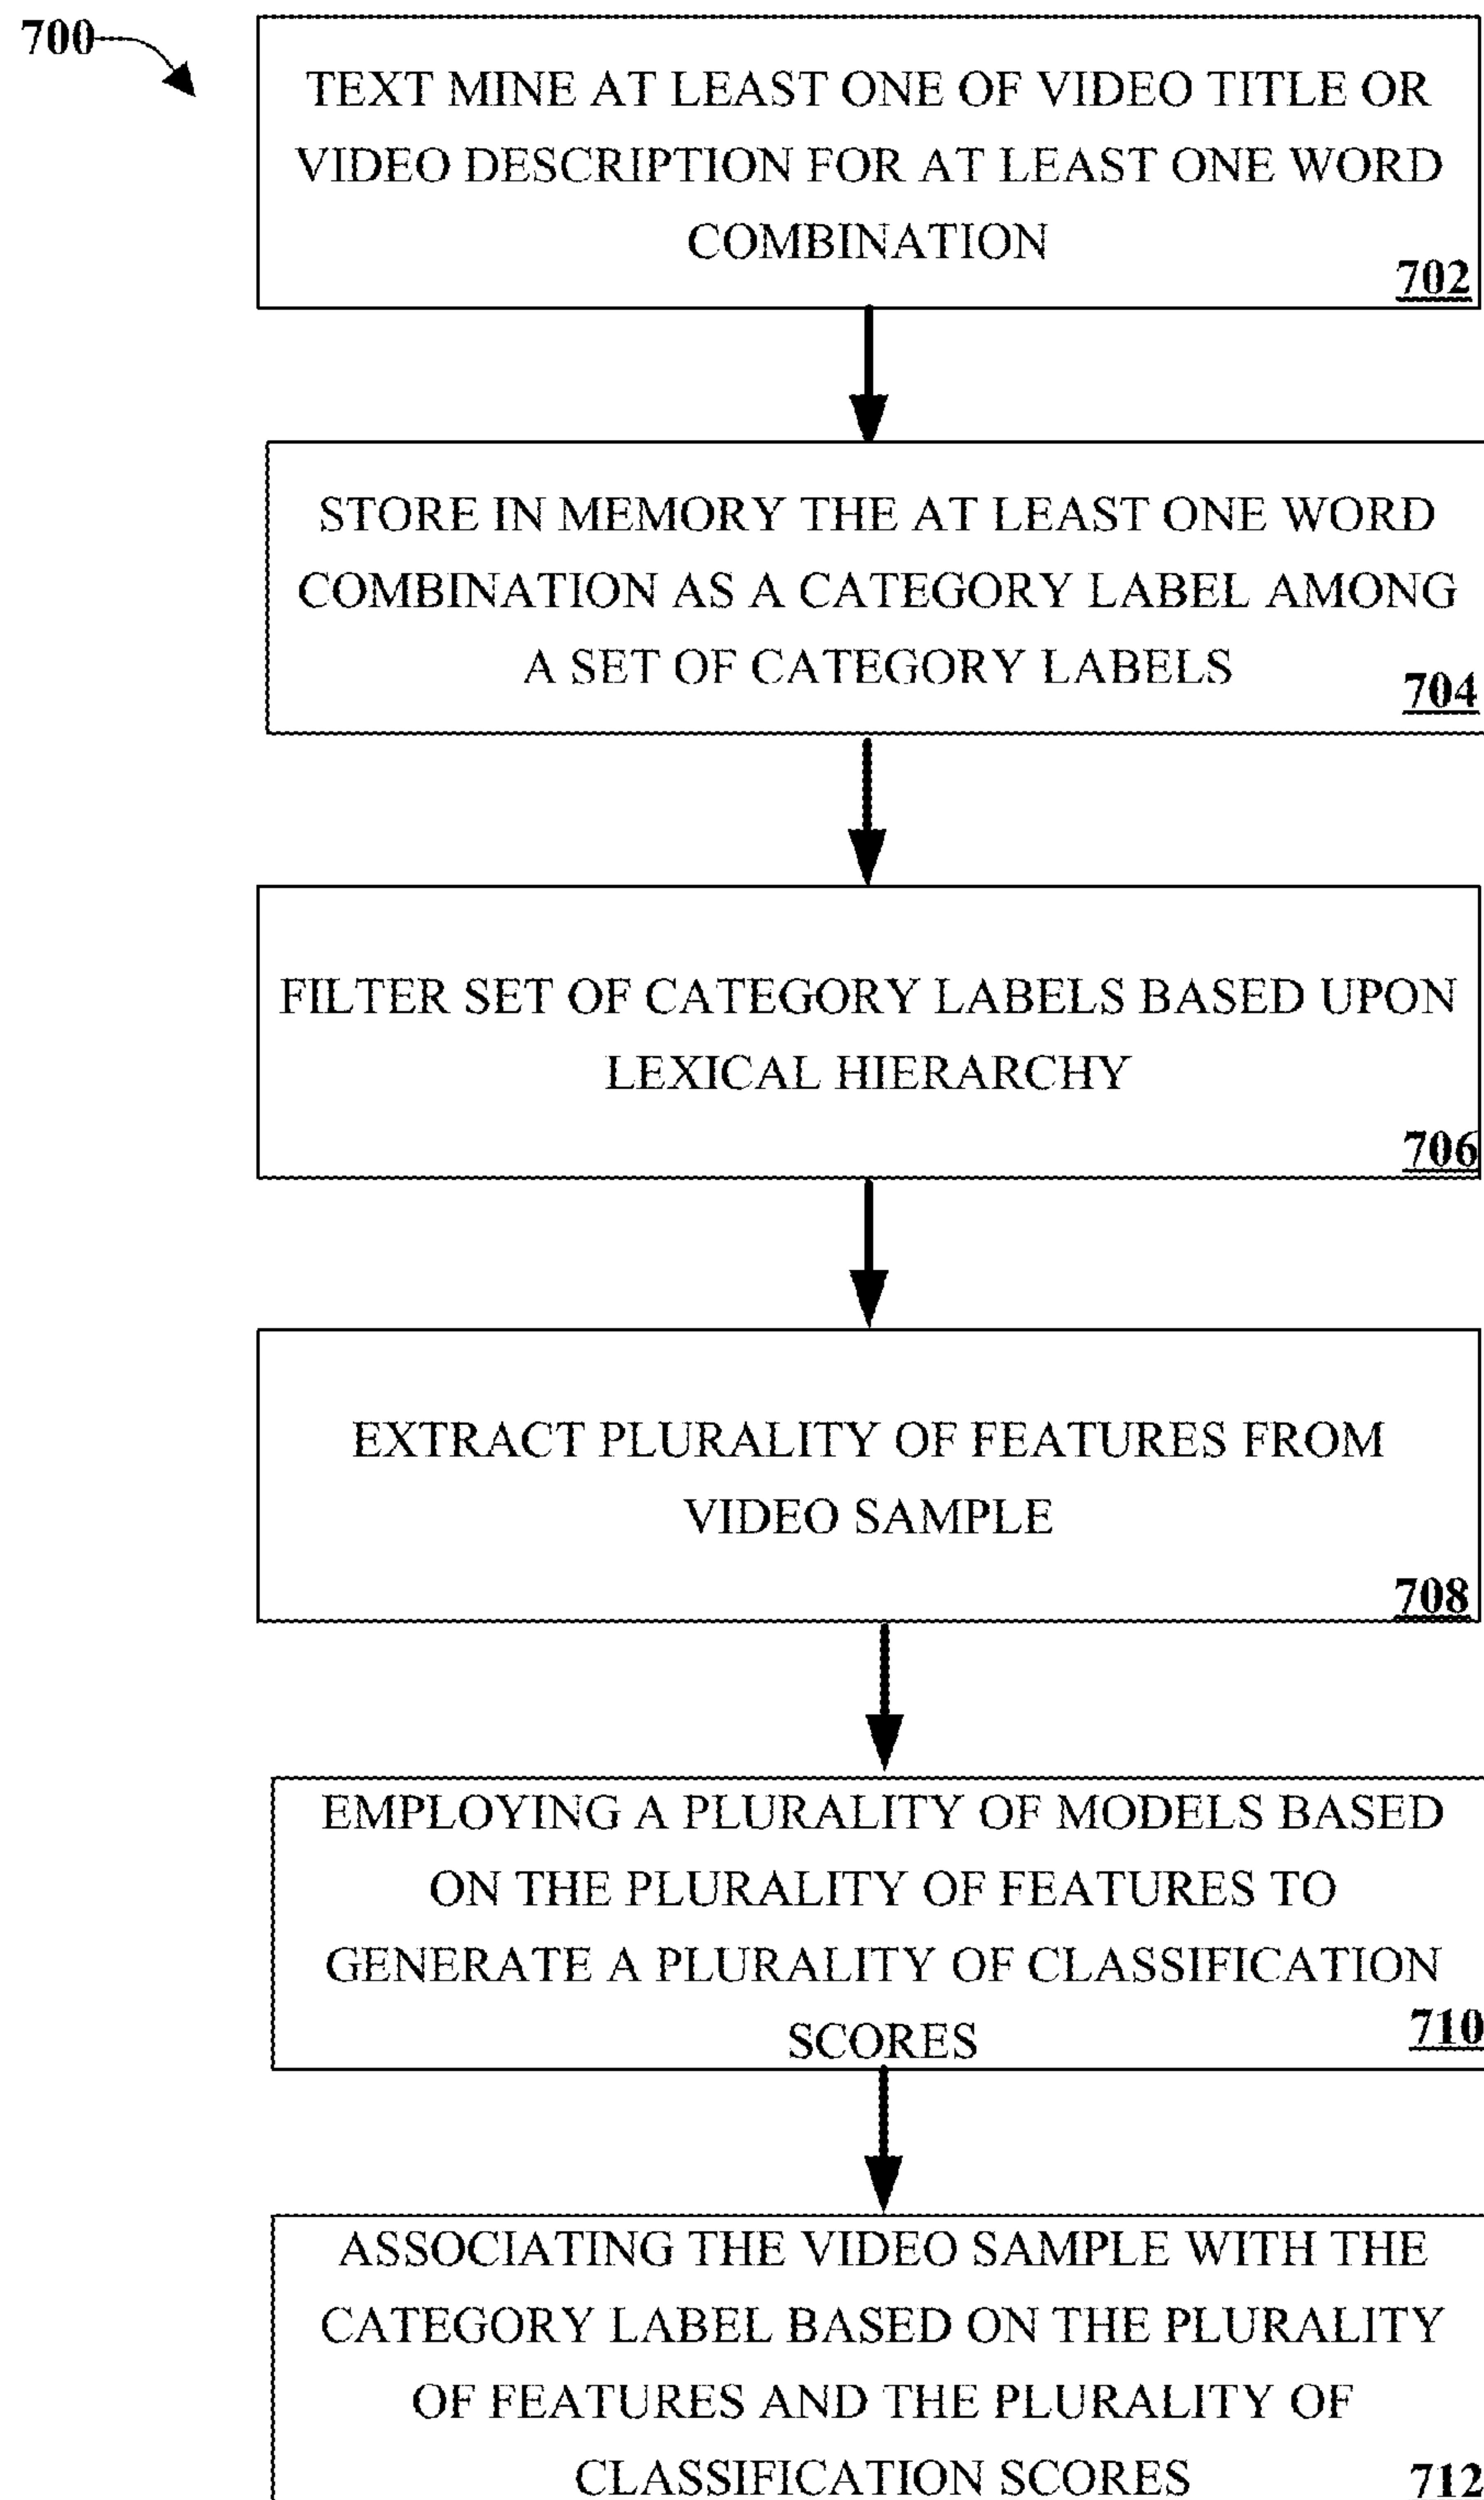 700
TEXT MINE AT LEAST ONE OF VIDEO TITLE OR
VIDEO DESCRIPTION FOR AT LEAST ONE WORD
COMBINATION
702
STORE IN MEMORY THE AT LEAST ONE WORD
COMBINATION AS A CATEGORY LABEL AMONG
A SET OF CATEGORY LABELS
704
FILTER SET OF CATEGORY LABELS BASED UPON
LEXICAL HIERARCHY
706
EXTRACT PLURALITY OF FEATURES FROM
VIDEO SAMPLE
708
EMPLOYING A PLURALITY OF MODELS BASED
ON THE PLURALITY OF FEATURES TO
GENERATE A PLURALITY OF CLASSIFICATION
SCORES
710
ASSOCIATING THE VIDEO SAMPLE WITH THE
CATEGORY LABEL BASED ON THE PLURALITY
OF FEATURES AND THE PLURALITY OF
CLASSIFICATION SCORES
712